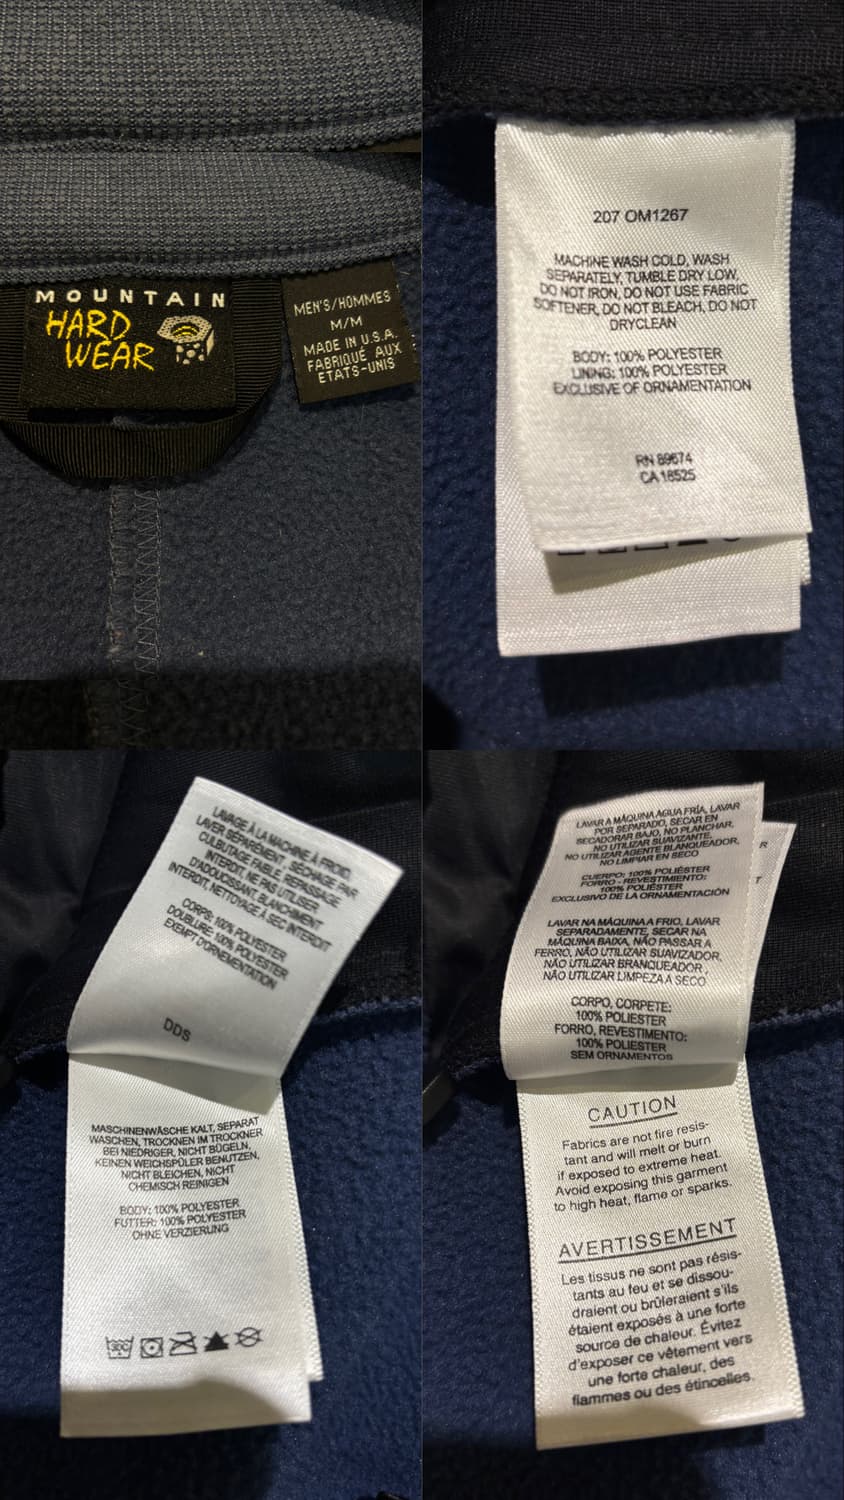 MOUNTAIN
HARD
WEAR
MEN'S/HOMMES
M/M
MADE IN U.S.A.
FABRIQUÉ AUX
ETATS-UNIS
207 OM1267
MACHINE WASH COLD, WASH
SEPARATELY, TUMBLE DRY LOW,
DO NOT IRON, DO NOT USE FABRIC
SOFTENER, DO NOT BLEACH, DO NOT
DRYCLEAN
BODY: 100% POLYESTER
LINING: 100% POLYESTER
EXCLUSIVE OF ORNAMENTATION
RN 89674
CA 18525
LAVAGE À LA MACHINE À FROID,
LAVER SÉPARÉMENT, SÉCHAGE PAR
CULBUTAGE FAIBLE, REPASSAGE
INTERDIT, NE PAS UTILISER
D'ADOUCISSANT, BLANCHIMENT
INTERDIT, NETTOYAGE À SEC INTERDIT
CORPS: 100% POLYESTER
DOUBLURE: 100% POLYESTER
EXEMPT D'ORNEMENTATION
DDS
MASCHINENWÄSCHE KALT, SEPARAT
WASCHEN, TROCKNEN IM TROCKNER
BEI NIEDRIGER, NICHT BÜGELN,
KEINEN WEICHSPÜLER BENUTZEN,
NICHT BLEICHEN, NICHT
CHEMISCH REINIGEN
BODY: 100% POLYESTER
FUTTER: 100% POLYESTER
OHNE VERZIERUNG
LAVAR A MÁQUINA AGUA FRÍA, LAVAR
POR SEPARADO, SECAR EN
SECADORAR BAJO, NO PLANCHAR,
NO UTILIZAR SUAVIZANTE,
NO UTILIZAR AGENTE BLANQUEADOR,
NO LIMPIAR EN SECO
CUERPO: 100% POLIÉSTER
FORRO - REVESTIMIENTO:
100% POLIÉSTER
EXCLUSIVO DE LA ORNAMENTACIÓN
LAVAR NA MÁQUINA A FRIO, LAVAR
SEPARADAMENTE, SECAR NA
MÁQUINA BAIXA, NÃO PASSAR A
FERRO, NÃO UTILIZAR SUAVIZADOR,
NÃO UTILIZAR BRANQUEADOR ,
NÃO UTILIZAR LIMPEZA À SECO
CORPO, CORPETE:
100% POLIESTER
FORRO, REVESTIMENTO:
100% POLIESTER
SEM ORNAMENTOS
R
T
CAUTION
Fabrics are not fire resis-
tant and will melt or burn
if exposed to extreme heat.
Avoid exposing this garment
to high heat, flame or sparks.
AVERTISSEMENT
Les tissus ne sont pas résis-
tants au feu et se dissou-
draient ou brûleraient s'ils
étaient exposés à une forte
source de chaleur. Évitez
d'exposer ce vêtement vers
une forte chaleur, des
flammes ou des étincelles.